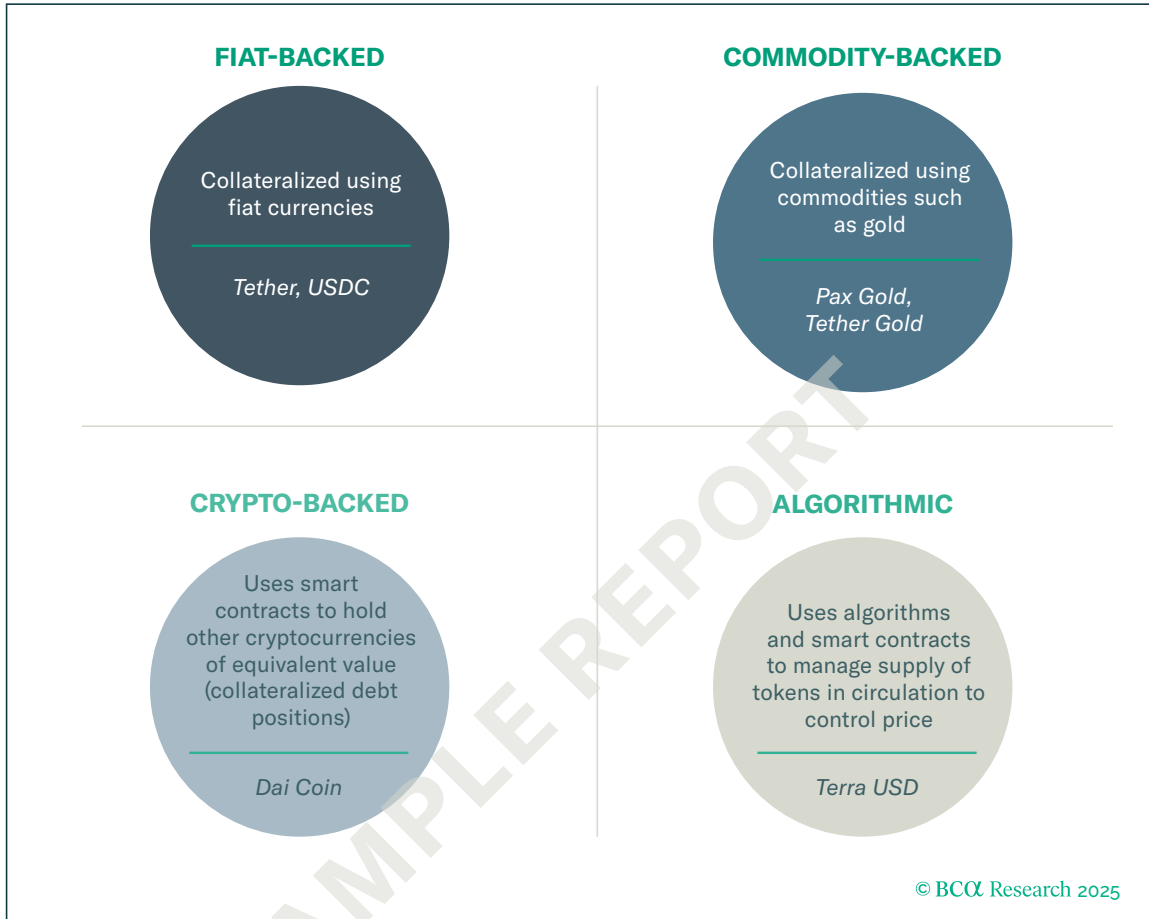 FIAT-BACKED
Collateralized using
fiat currencies
Tether, USDC
COMMODITY-BACKED
Collateralized using
commodities such
as gold
Pax Gold,
Tether Gold
CRYPTO-BACKED
Uses smart
contracts to hold
other cryptocurrencies
of equivalent value
(collateralized debt
positions)
Dai Coin
ALGORITHMIC
Uses algorithms
and smart contracts
to manage supply of
tokens in circulation to
control price
Terra USD
AMPLE REPORT
© BCα Research 2025